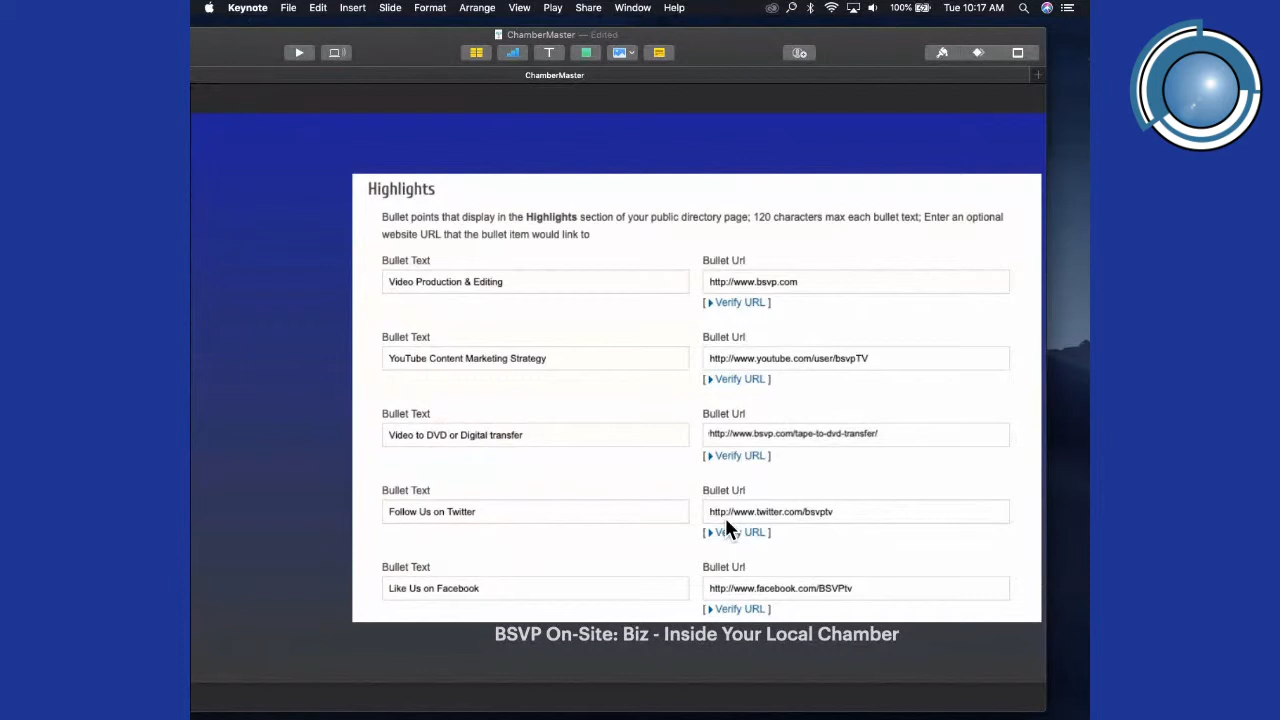 Keynote File Edit Insert Slide Format Arrange View Play Share Window Help 100% Tue 10:17 AM
ChamberMaster — Edited
ChamberMaster
Highlights
Bullet points that display in the Highlights section of your public directory page; 120 characters max each bullet text; Enter an optional
website URL that the bullet item would link to
Bullet Text Bullet Url
Video Production & Editing http://www.bsvp.com
[ Verify URL ]
Bullet Text Bullet Url
YouTube Content Marketing Strategy http://www.youtube.com/user/bsvpTV
[ Verify URL ]
Bullet Text Bullet Url
Video to DVD or Digital transfer http://www.bsvp.com/tape-to-dvd-transfer/
[ Verify URL ]
Bullet Text Bullet Url
Follow Us on Twitter http://www.twitter.com/bsvptv
[ Verify URL ]
Bullet Text Bullet Url
Like Us on Facebook http://www.facebook.com/BSVPtv
[ Verify URL ]
BSVP On-Site: Biz - Inside Your Local Chamber